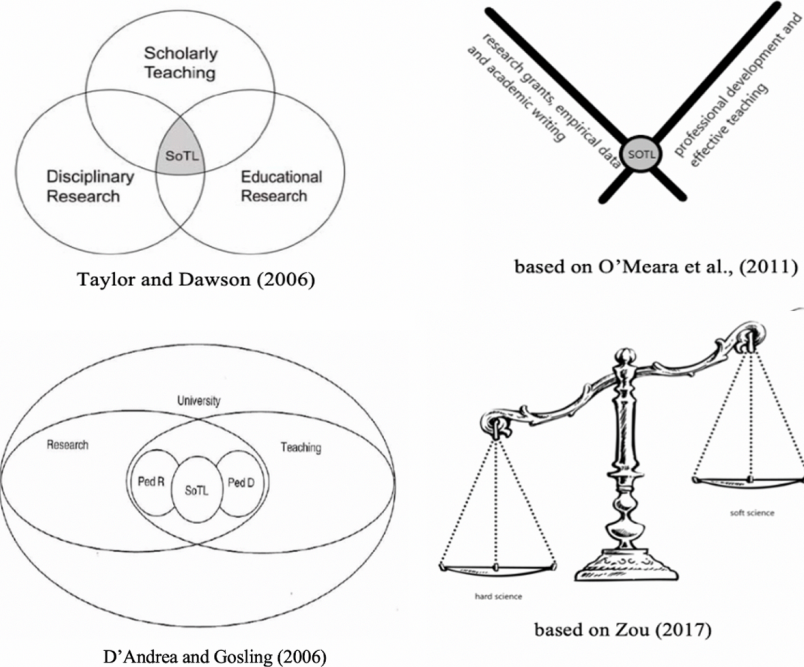 Scholarly
Teaching
SoTL
Disciplinary
Research
Educational
Research
Taylor and Dawson (2006)
research grants, empirical data
and academic writing
SOTL
professional development and
effective teaching
based on O’Meara et al., (2011)
University
Research
Teaching
Ped R
SoTL
Ped D
D’Andrea and Gosling (2006)
soft science
hard science
based on Zou (2017)